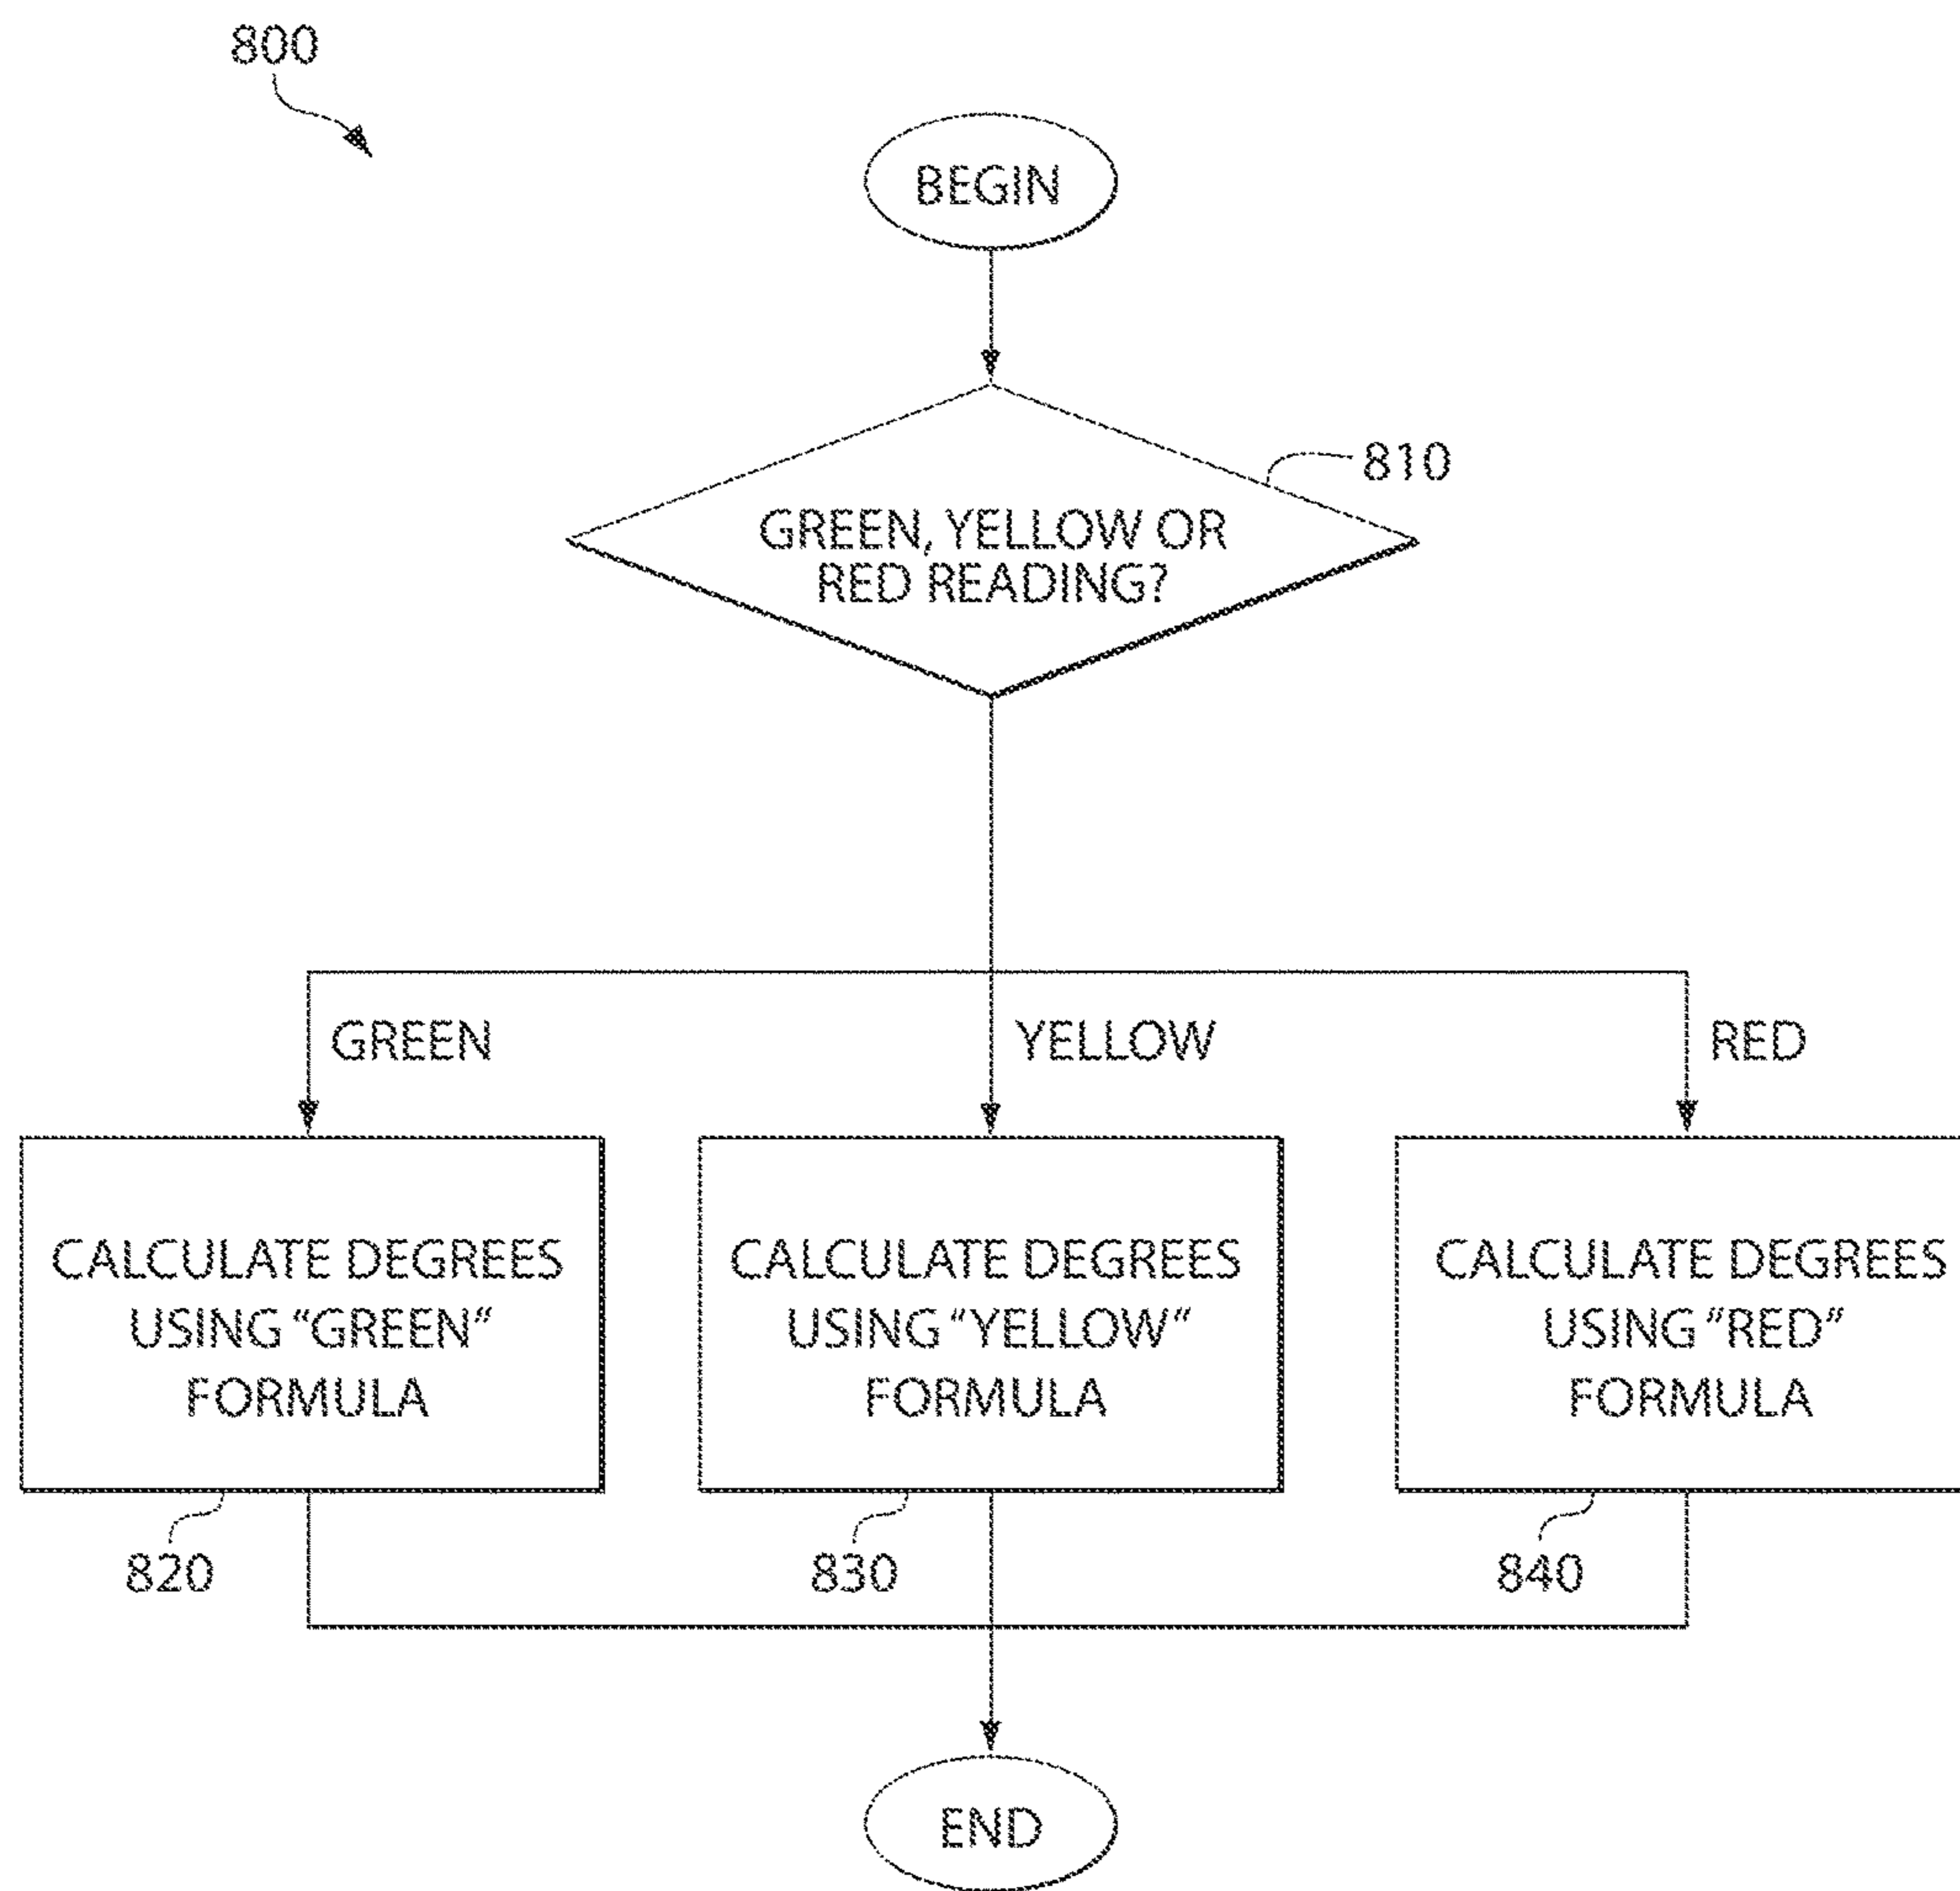 800
BEGIN
810
GREEN, YELLOW OR
RED READING?
GREEN
YELLOW
RED
CALCULATE DEGREES
USING “GREEN”
FORMULA
CALCULATE DEGREES
USING “YELLOW“
FORMULA
CALCULATE DEGREES
USING ”RED”
FORMULA
820
830
840
END